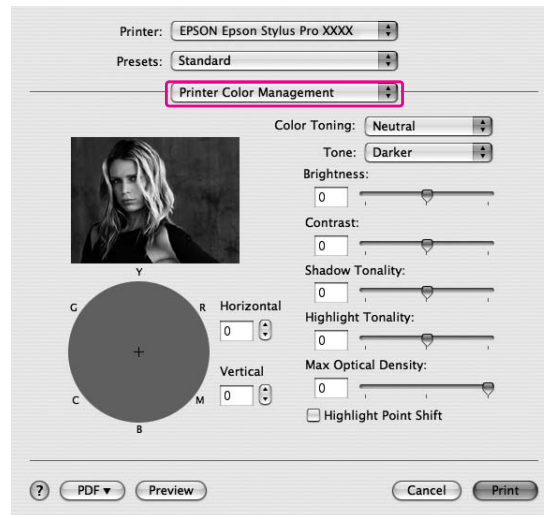 Printer: EPSON Epson Stylus Pro XXXX
Presets: Standard
Printer Color Management
Color Toning: Neutral
Tone: Darker
Brightness:
0
Contrast:
0
Shadow Tonality:
0
Highlight Tonality:
0
Max Optical Density:
0
Highlight Point Shift
Y
G R
C M
B
Horizontal
0
Vertical
0
? PDF Preview Cancel Print